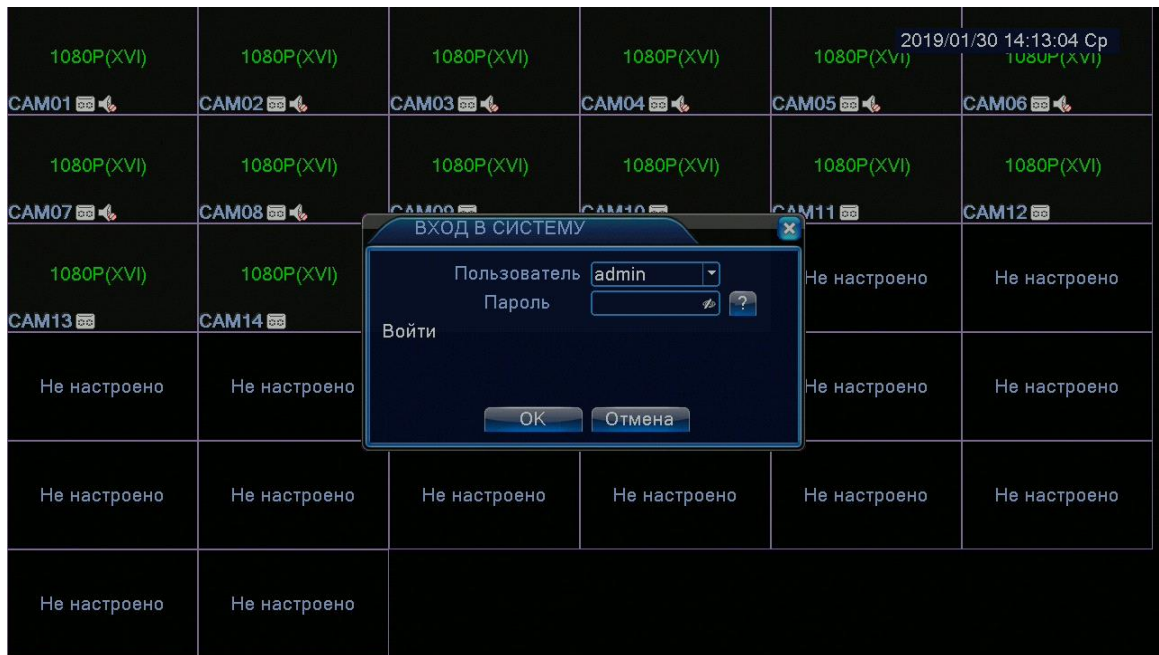 2019/01/30 14:13:04 Ср
1080P(XVI) 1080P(XVI) 1080P(XVI) 1080P(XVI) 1080P(XVI) 1080P(XVI)
CAM01 CAM02 CAM03 CAM04 CAM05 CAM06
1080P(XVI) 1080P(XVI) 1080P(XVI) 1080P(XVI) 1080P(XVI) 1080P(XVI)
CAM07 CAM08 CAM09 CAM10 CAM11 CAM12
ВХОД В СИСТЕМУ
Пользователь admin
Пароль ?
Войти
OK Отмена
1080P(XVI) 1080P(XVI) Не настроено Не настроено
CAM13 CAM14
Не настроено Не настроено Не настроено Не настроено
Не настроено Не настроено Не настроено Не настроено Не настроено Не настроено
Не настроено Не настроено